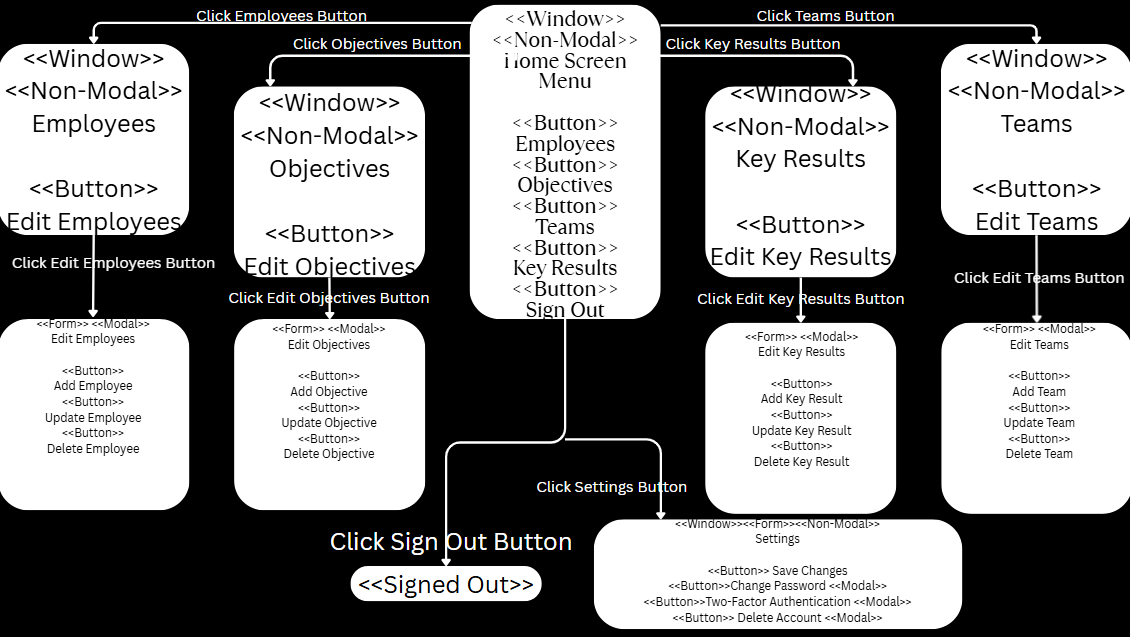 Click Employees Button
<<Window>>
<<Non-Modal>>
Home Screen
Menu
<<Button>>
Employees
<<Button>>
Objectives
<<Button>>
Teams
<<Button>>
Key Results
<<Button>>
Sign Out
Click Teams Button
Click Objectives Button
Click Key Results Button
<<Window>>
<<Non-Modal>>
Employees
<<Button>>
Edit Employees
<<Window>>
<<Non-Modal>>
Objectives
<<Button>>
Edit Objectives
<<Window>>
<<Non-Modal>>
Key Results
<<Button>>
Edit Key Results
<<Window>>
<<Non-Modal>>
Teams
<<Button>>
Edit Teams
Click Edit Employees Button
Click Edit Objectives Button
Click Edit Key Results Button
Click Edit Teams Button
<<Form>> <<Modal>>
Edit Employees
<<Button>>
Add Employee
<<Button>>
Update Employee
<<Button>>
Delete Employee
<<Form>> <<Modal>>
Edit Objectives
<<Button>>
Add Objective
<<Button>>
Update Objective
<<Button>>
Delete Objective
<<Form>> <<Modal>>
Edit Key Results
<<Button>>
Add Key Result
<<Button>>
Update Key Result
<<Button>>
Delete Key Result
<<Form>> <<Modal>>
Edit Teams
<<Button>>
Add Team
<<Button>>
Update Team
<<Button>>
Delete Team
Click Settings Button
Click Sign Out Button
<<Signed Out>>
<<Window>><<Form>><<Non-Modal>>
Settings
<<Button>> Save Changes
<<Button>>Change Password <<Modal>>
<<Button>>Two-Factor Authentication <<Modal>>
<<Button>> Delete Account <<Modal>>